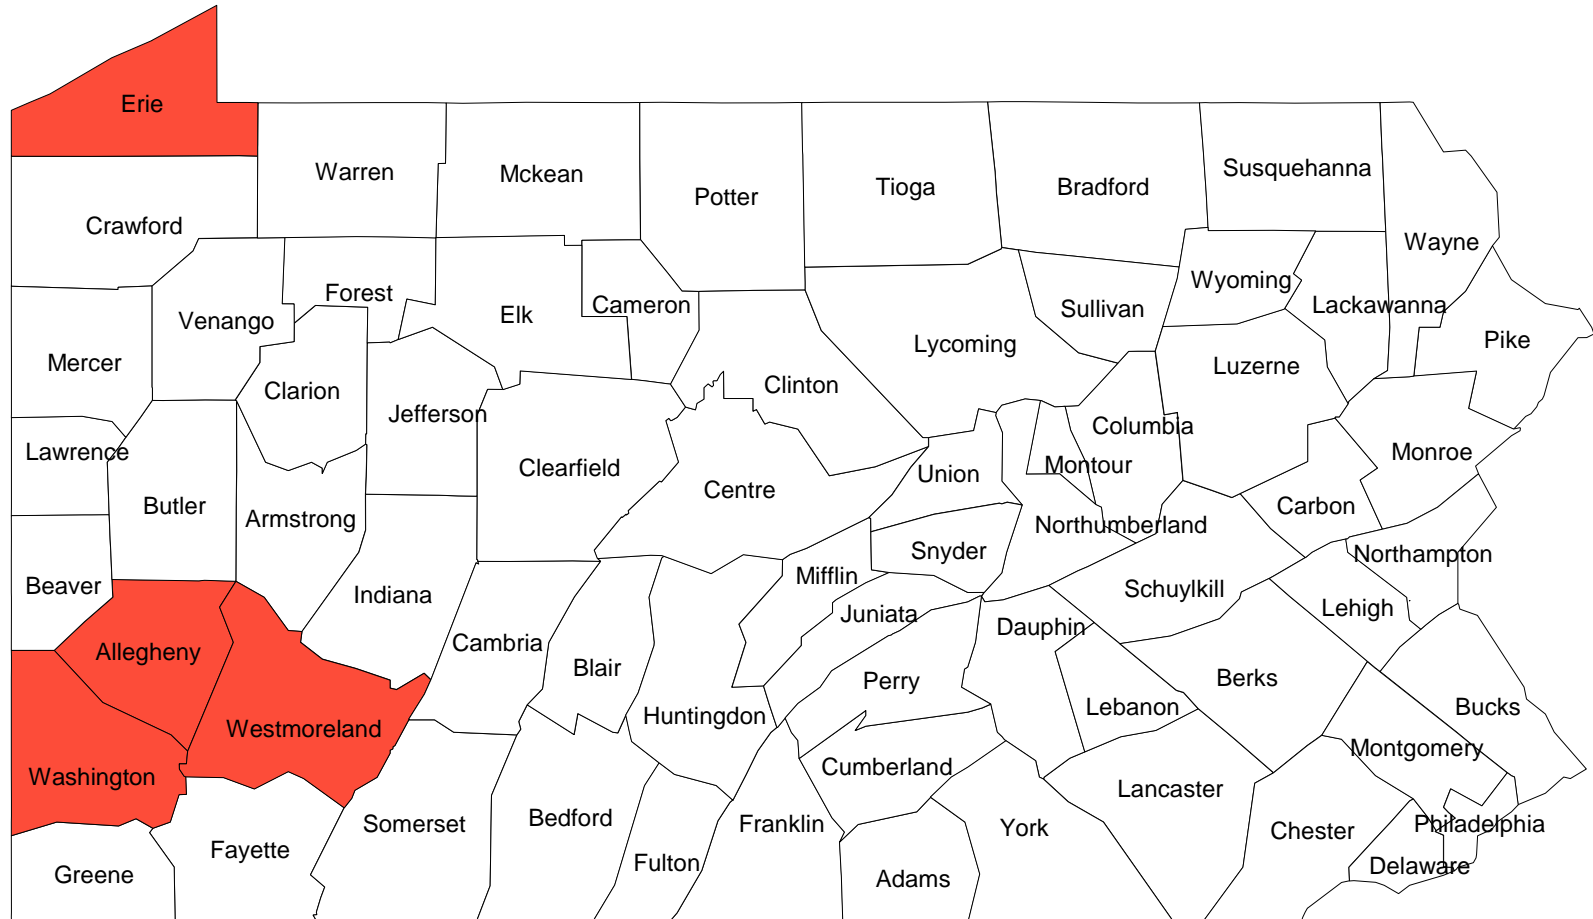 Erie
Warren
Mckean
Potter
Tioga
Bradford
Susquehanna
Crawford
Wayne
Forest
Venango
Elk
Cameron
Wyoming
Sullivan
Lackawanna
Mercer
Clarion
Jefferson
Clinton
Lycoming
Luzerne
Pike
Lawrence
Clearfield
Centre
Union
Montour
Columbia
Monroe
Butler
Armstrong
Snyder
Northumberland
Carbon
Northampton
Beaver
Indiana
Mifflin
Juniata
Schuylkill
Lehigh
Allegheny
Cambria
Blair
Dauphin
Perry
Berks
Westmoreland
Huntingdon
Lebanon
Bucks
Washington
Cumberland
Lancaster
Montgomery
Greene
Fayette
Somerset
Bedford
Fulton
Franklin
Adams
York
Chester
Philadelphia
Delaware